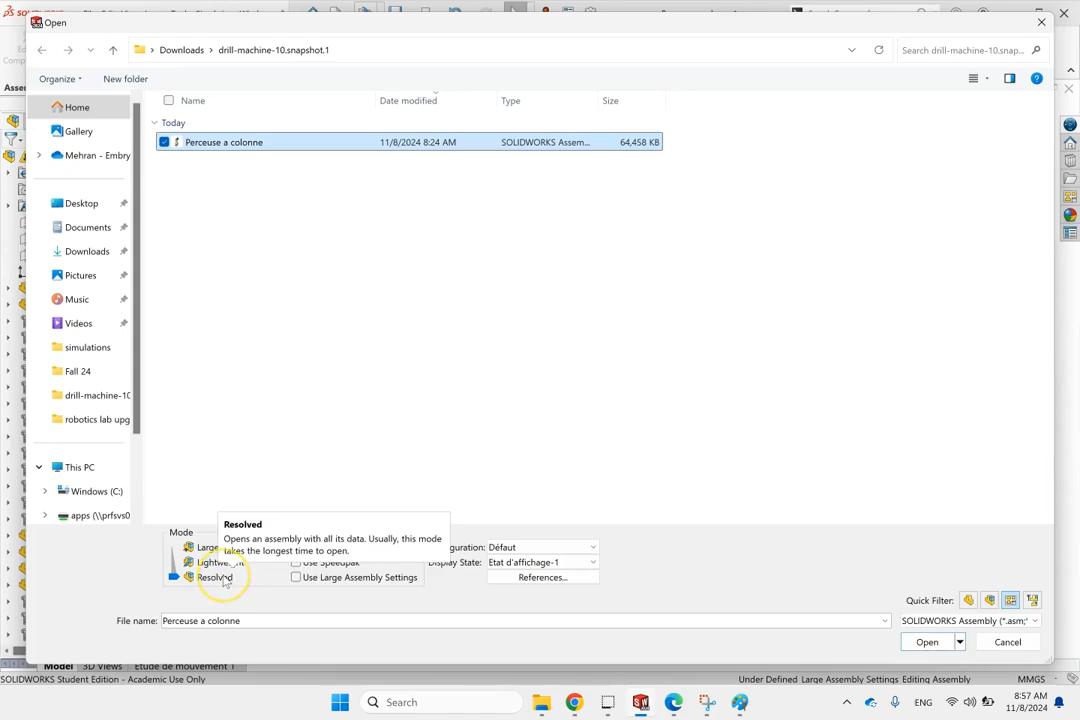 Open
Downloads > drill-machine-10.snapshot.1
Search drill-machine-10.snap...
Organize
New folder
Home
Gallery
Mehran - Embry
Desktop
Documents
Downloads
Pictures
Music
Videos
simulations
Fall 24
drill-machine-10
robotics lab upg
This PC
Windows (C:)
apps (\\prfsvs0
Name Date modified Type Size
Today
Perceuse a colonne 11/8/2024 8:24 AM SOLIDWORKS Assem... 64,458 KB
Resolved
Opens an assembly with all its data. Usually, this mode
takes the longest time to open.
Mode
Large
Lightweight
Resolved
Use Speedpak
Use Large Assembly Settings
guration: Défaut
Display State: Etat d'affichage-1
References...
Quick Filter:
File name: Perceuse a colonne
SOLIDWORKS Assembly (*.asm;*
Open
Cancel
Model 3D Views Etude de mouvement 1
SOLIDWORKS Student Edition - Academic Use Only
Under Defined Large Assembly Settings Editing Assembly MMGS
Search
ENG
8:57 AM
11/8/2024